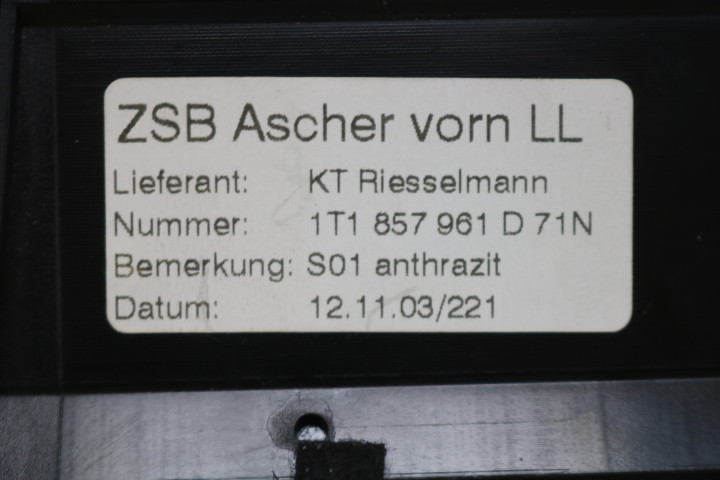 ZSB Ascher vorn LL
Lieferant: KT Riesselmann
Nummer: 1T1 857 961 D 71N
Bemerkung: S01 anthrazit
Datum: 12.11.03/221